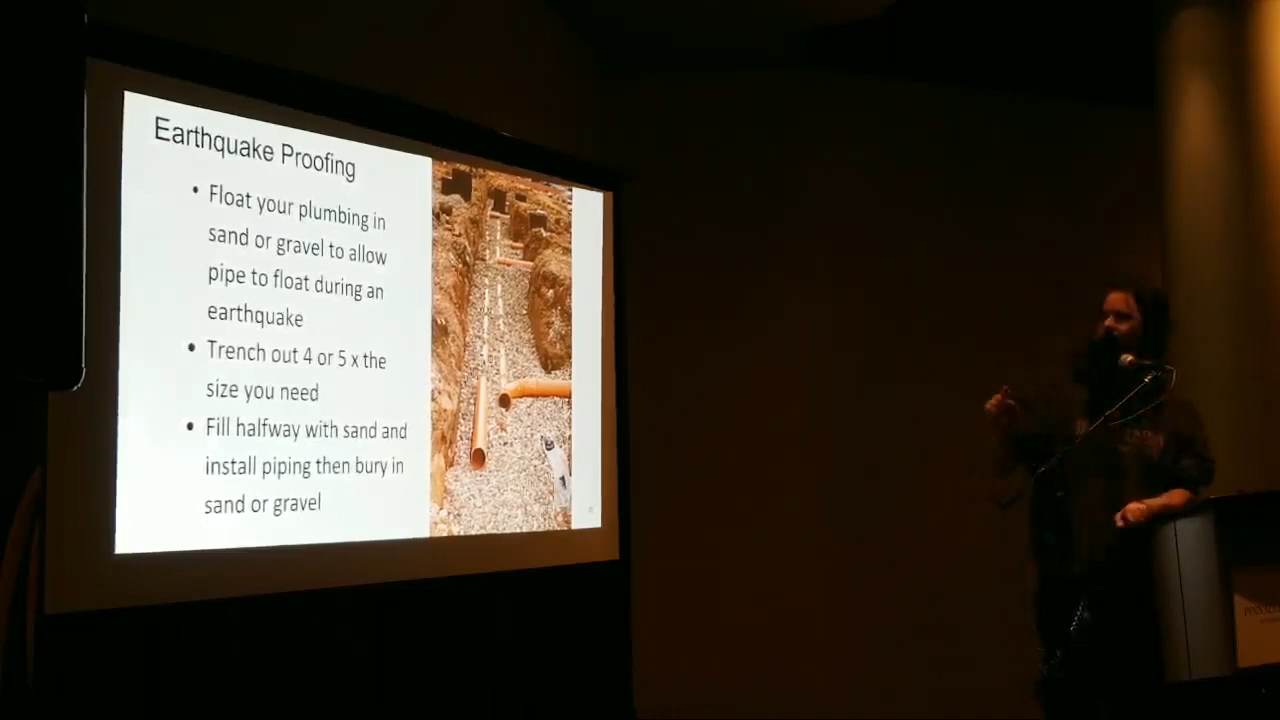 Earthquake Proofing
• Float your plumbing in
sand or gravel to allow
pipe to float during an
earthquake
• Trench out 4 or 5 x the
size you need
• Fill halfway with sand and
install piping then bury in
sand or gravel